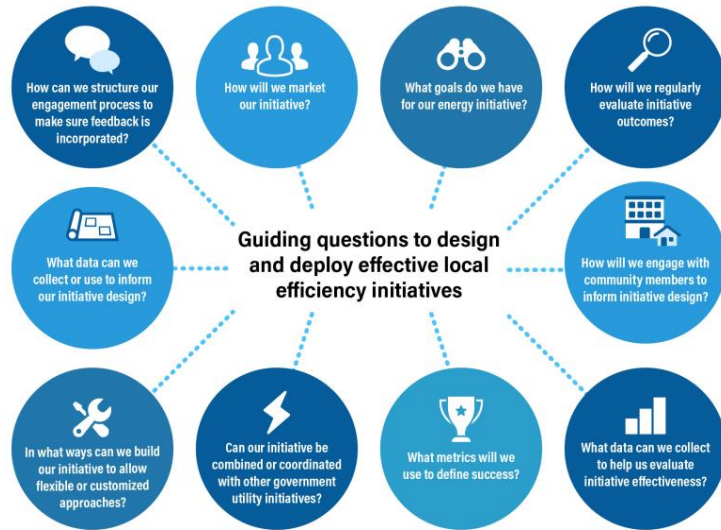 How can we structure our
engagement process to
make sure feedback is
incorporated?
How will we market
our initiative?
What goals do we have
for our energy initiative?
How will we regularly
evaluate initiative
outcomes?
What data can we
collect or use to inform
our initiative design?
Guiding questions to design
and deploy effective local
efficiency initiatives
How will we engage with
community members to
inform initiative design?
In what ways can we build
our initiative to allow
flexible or customized
approaches?
Can our initiative be
combined or coordinated
with other government
utility initiatives?
What metrics will we
use to define success?
What data can we collect
to help us evaluate
initiative effectiveness?